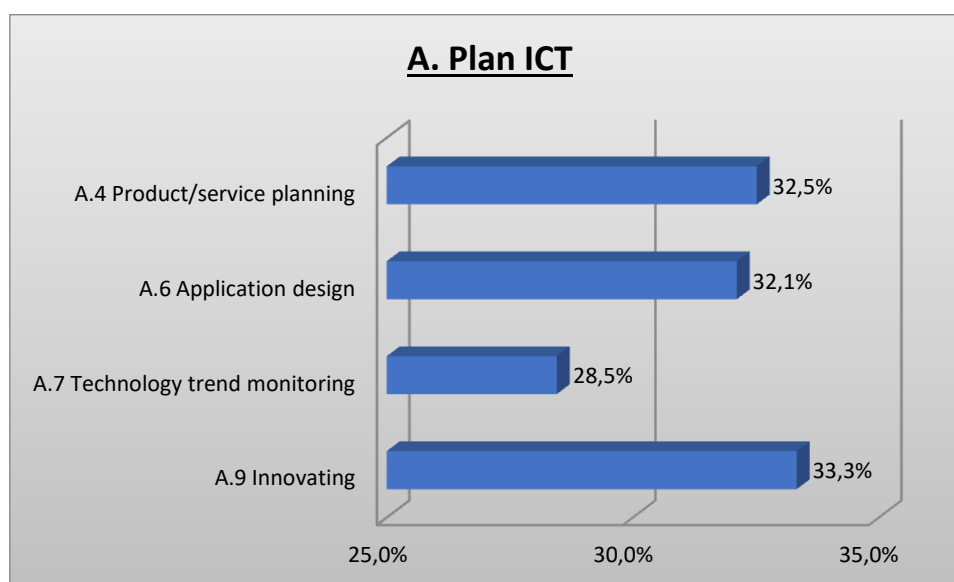 A. Plan ICT
A.4 Product/service planning
32,5%
A.6 Application design
32,1%
A.7 Technology trend monitoring
28,5%
A.9 Innovating
33,3%
25,0%
30,0%
35,0%